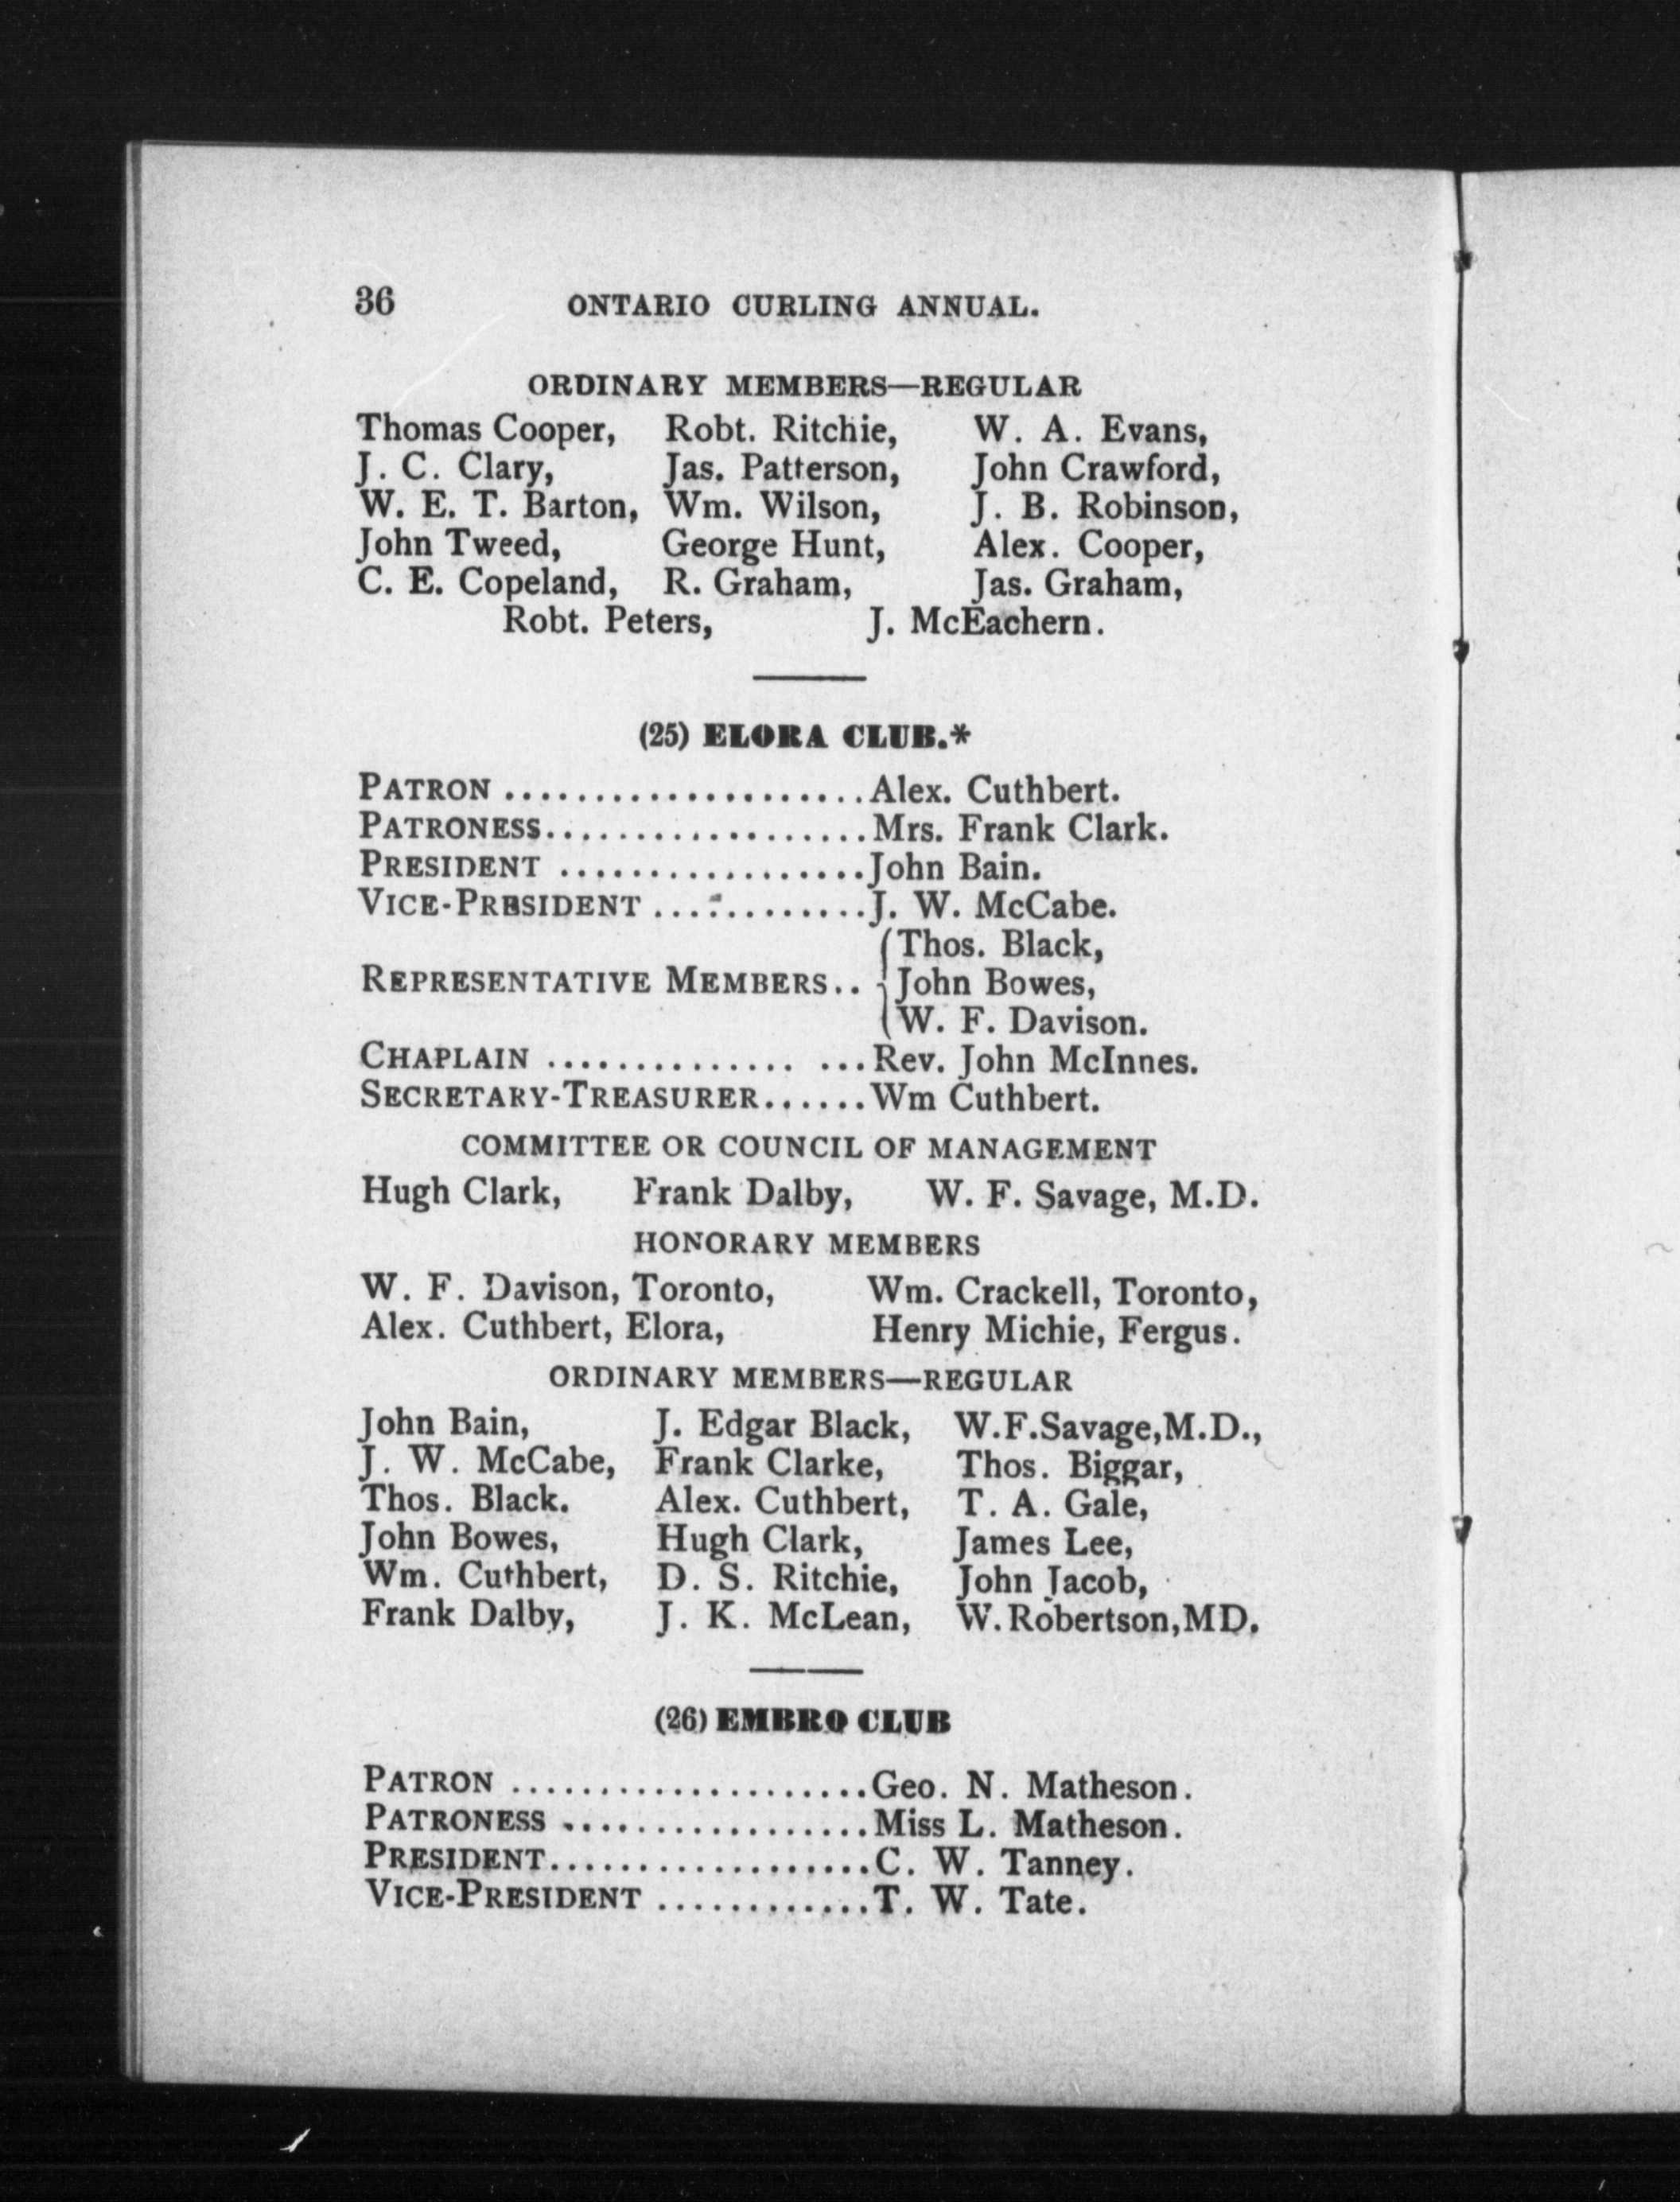 36 ONTARIO CURLING ANNUAL.
ORDINARY MEMBERS—REGULAR
Thomas Cooper, Robt. Ritchie, W. A. Evans,
J. C. Clary, Jas. Patterson, John Crawford,
W. E. T. Barton, Wm. Wilson, J. B. Robinson,
John Tweed, George Hunt, Alex. Cooper,
C. E. Copeland, R. Graham, Jas. Graham,
Robt. Peters, J. McEachern.
(25) ELORA CLUB.*
PATRON .................... Alex. Cuthbert.
PATRONESS.................. Mrs. Frank Clark.
PRESIDENT ................. John Bain.
VICE-PRESIDENT ............ J. W. McCabe.
Thos. Black,
REPRESENTATIVE MEMBERS.. John Bowes,
W. F. Davison.
CHAPLAIN .............. ... Rev. John McInnes.
SECRETARY-TREASURER...... Wm Cuthbert.
COMMITTEE OR COUNCIL OF MANAGEMENT
Hugh Clark, Frank Dalby, W. F. Savage, M.D.
HONORARY MEMBERS
W. F. Davison, Toronto, Wm. Crackell, Toronto,
Alex. Cuthbert, Elora, Henry Michie, Fergus.
ORDINARY MEMBERS—REGULAR
John Bain, J. Edgar Black, W.F.Savage,M.D.,
J. W. McCabe, Frank Clarke, Thos. Biggar,
Thos. Black. Alex. Cuthbert, T. A. Gale,
John Bowes, Hugh Clark, James Lee,
Wm. Cuthbert, D. S. Ritchie, John Jacob,
Frank Dalby, J. K. McLean, W.Robertson,MD.
(26) EMBRO CLUB
PATRON .................... Geo. N. Matheson.
PATRONESS ................. Miss L. Matheson.
PRESIDENT.................. C. W. Tanney.
VICE-PRESIDENT ............ T. W. Tate.